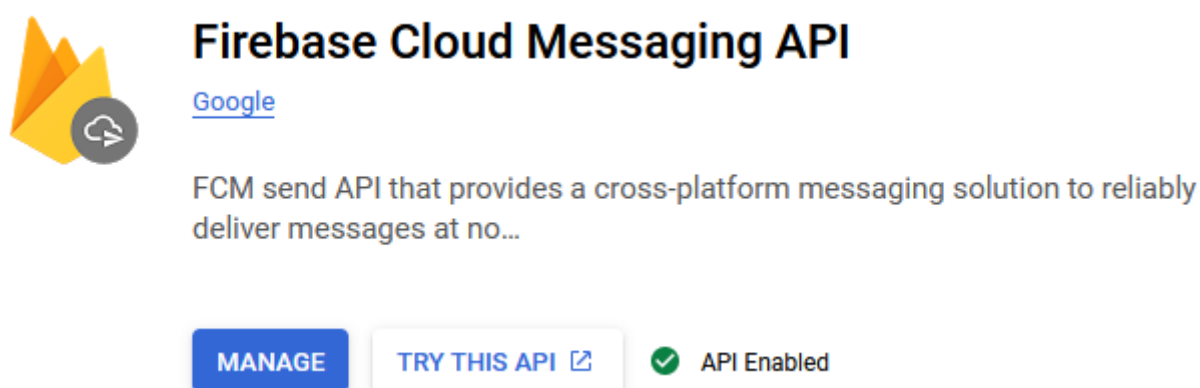 Firebase Cloud Messaging API
Google
FCM send API that provides a cross-platform messaging solution to reliably
deliver messages at no...
MANAGE
TRY THIS API
API Enabled